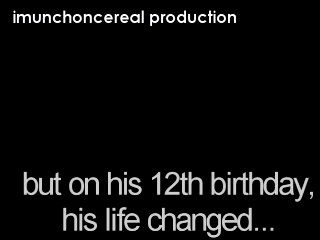 imunchoncereal production
but on his 12th birthday,
his life changed...